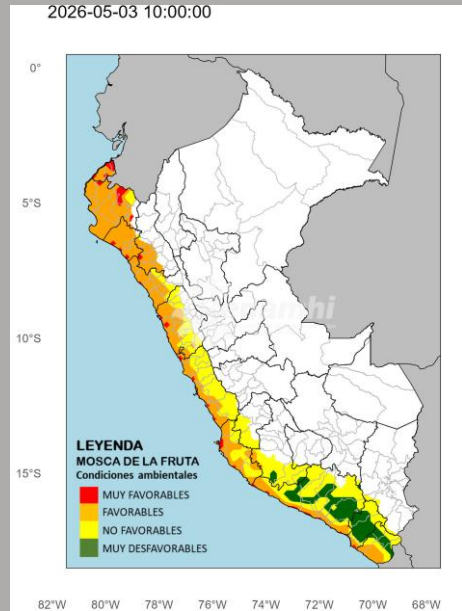 2026-05-03 10:00:00
0°
5°S
10°S
15°S
senamhi
LEYENDA
MOSCA DE LA FRUTA
Condiciones ambientales
MUY FAVORABLES
FAVORABLES
NO FAVORABLES
MUY DESFAVORABLES
82°W 80°W 78°W 76°W 74°W 72°W 70°W 68°W